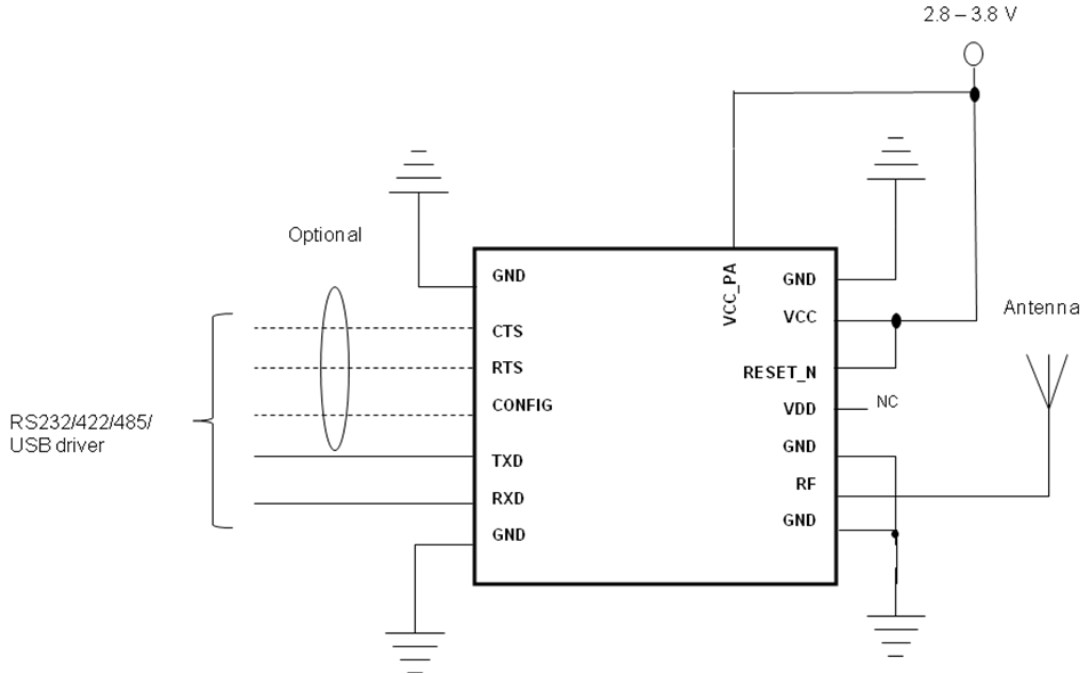 2.8 – 3.8 V
Optional
GND
CTS
RTS
CONFIG
TXD
RXD
GND
RS232/422/485/
USB driver
VCC_PA
GND
VCC
RESET_N
VDD
NC
GND
RF
GND
Antenna